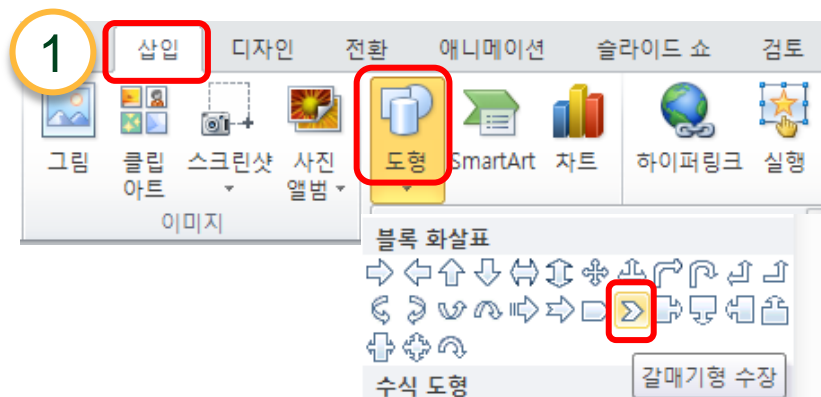 1
삽입 디자인 전환 애니메이션 슬라이드 쇼 검토
그림 클립 스크린샷 사진 도형 SmartArt 차트 하이퍼링크 실행
아트 앨범
이미지
블록 화살표
갈매기형 수장
수식 도형